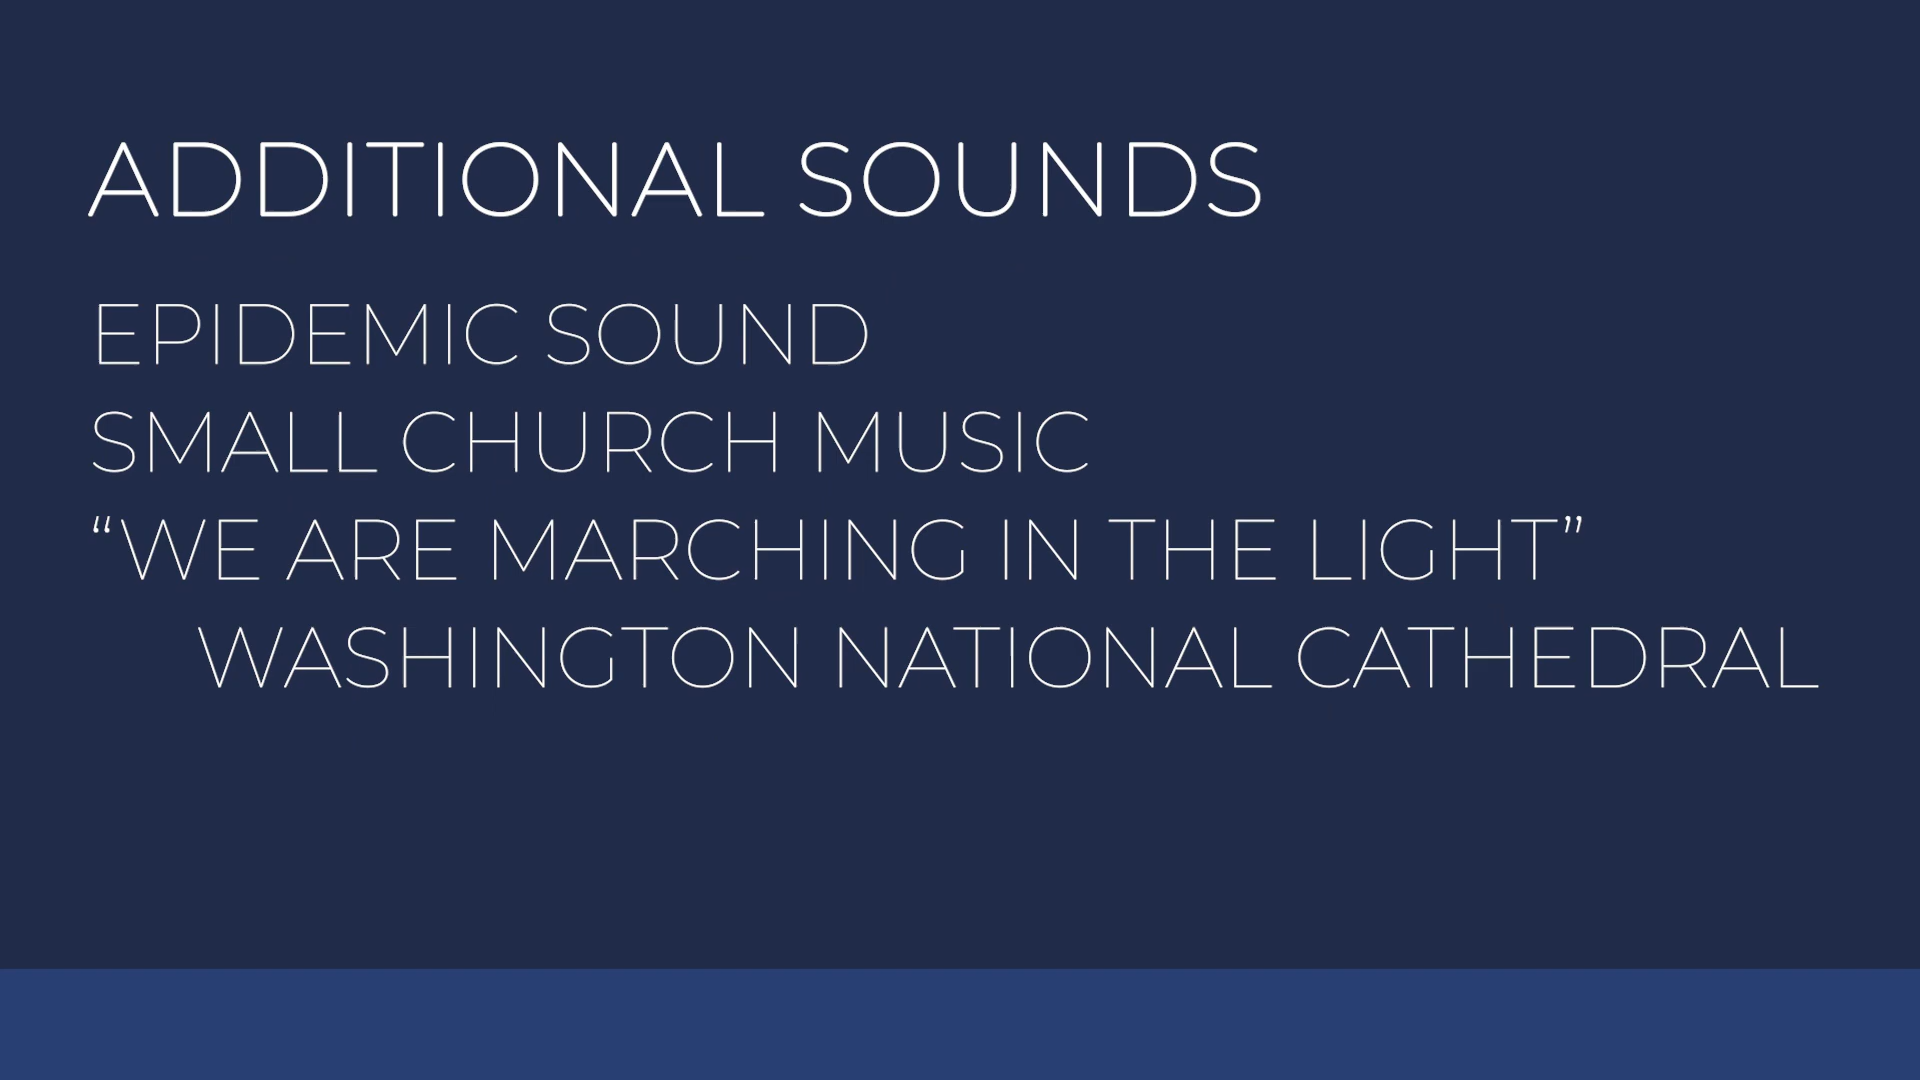 ADDITIONAL SOUNDS
EPIDEMIC SOUND
SMALL CHURCH MUSIC
“WE ARE MARCHING IN THE LIGHT”
WASHINGTON NATIONAL CATHEDRAL